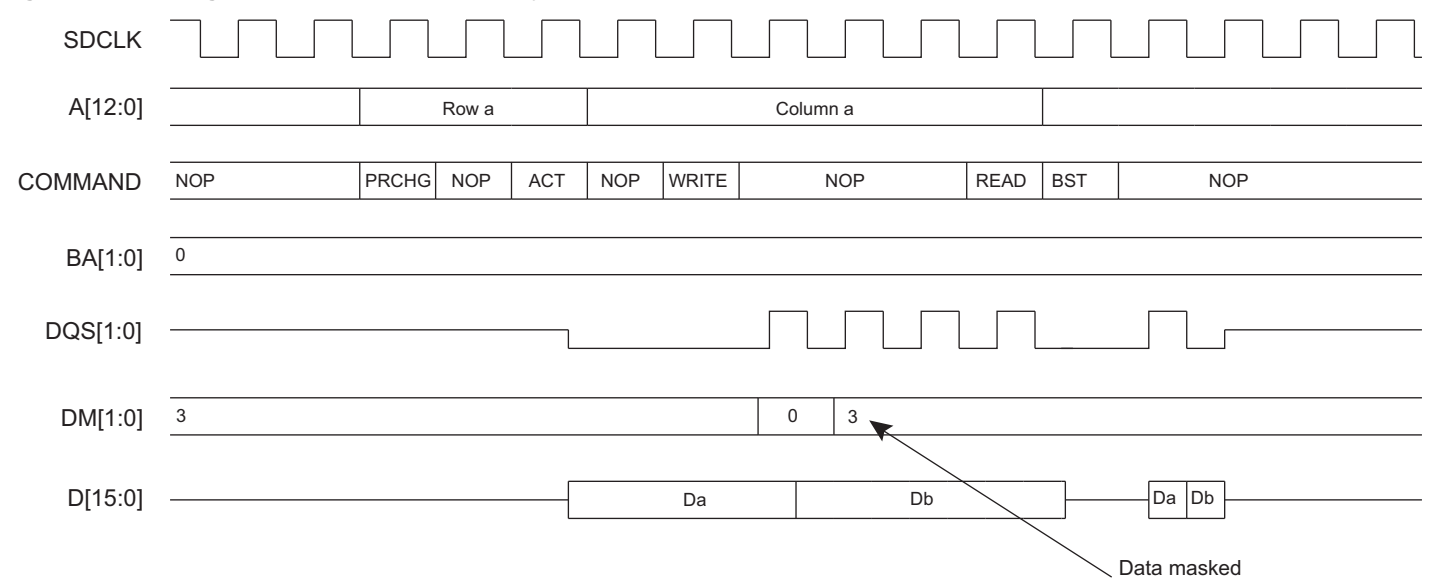 SDCLK
A[12:0] Row a Column a
COMMAND NOP PRCHG NOP ACT NOP WRITE NOP READ BST NOP
BA[1:0] 0
DQS[1:0]
DM[1:0] 3 0 3
D[15:0] Da Db Da Db
Data masked